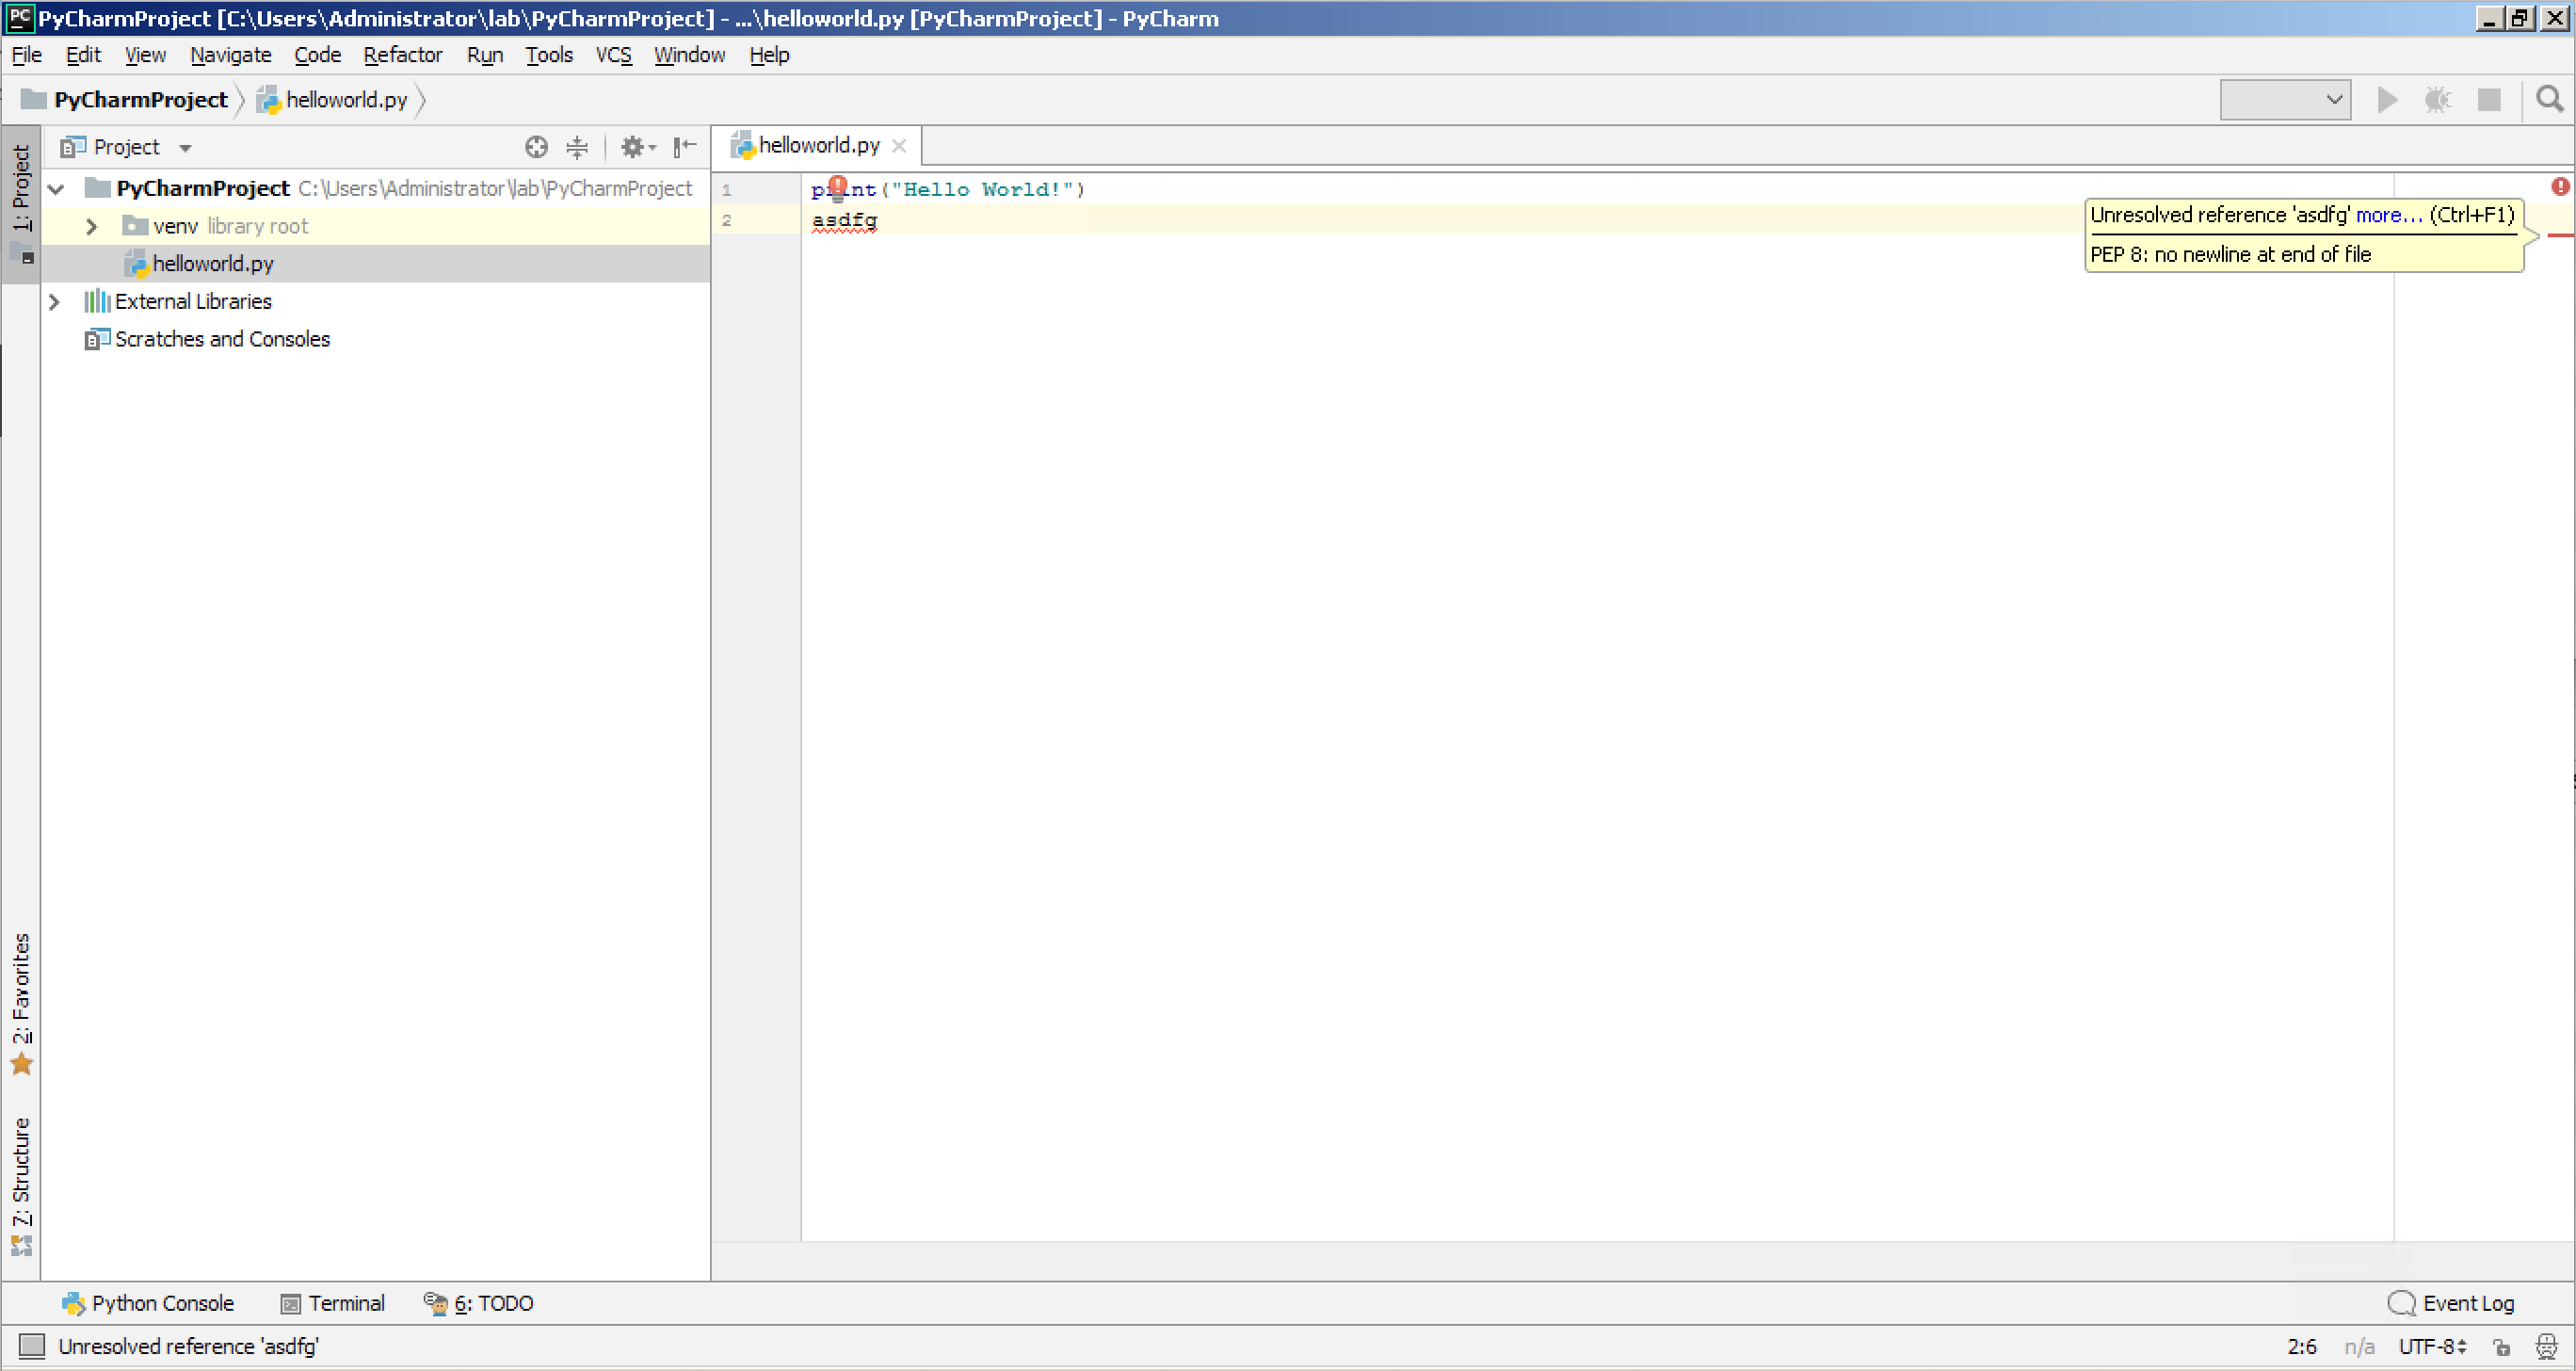 PyCharmProject [C:\Users\Administrator\lab\PyCharmProject] - ...\helloworld.py [PyCharmProject] - PyCharm
File Edit View Navigate Code Refactor Run Tools VCS Window Help
PyCharmProject helloworld.py
1: Project
Project
helloworld.py
PyCharmProject C:\Users\Administrator\lab\PyCharmProject
venv library root
helloworld.py
External Libraries
Scratches and Consoles
1 print("Hello World!")
2 asdfg
Unresolved reference 'asdfg' more... (Ctrl+F1)
PEP 8: no newline at end of file
2: Favorites
7: Structure
Python Console Terminal 6: TODO Event Log
Unresolved reference 'asdfg' 2:6 n/a UTF-8